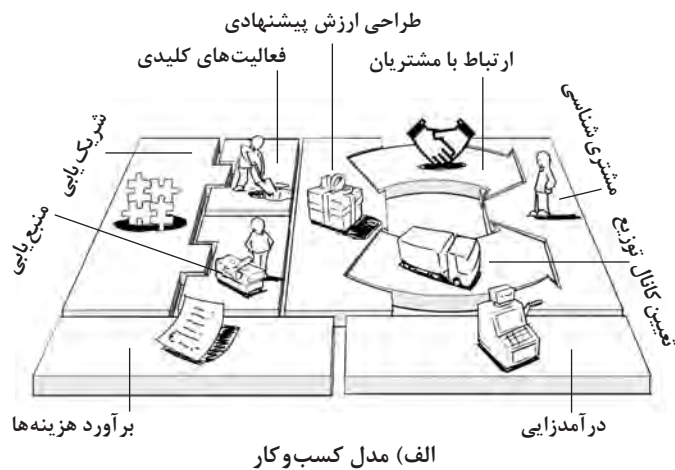 طراحی ارزش پیشنهادی
ارتباط با مشتریان
فعالیت‌های کلیدی
مشتری شناسی
شریک یابی
منبع‌یابی
تعیین کانال توزیع
درآمدزایی
برآورد هزینه‌ها
الف) مدل کسب‌وکار